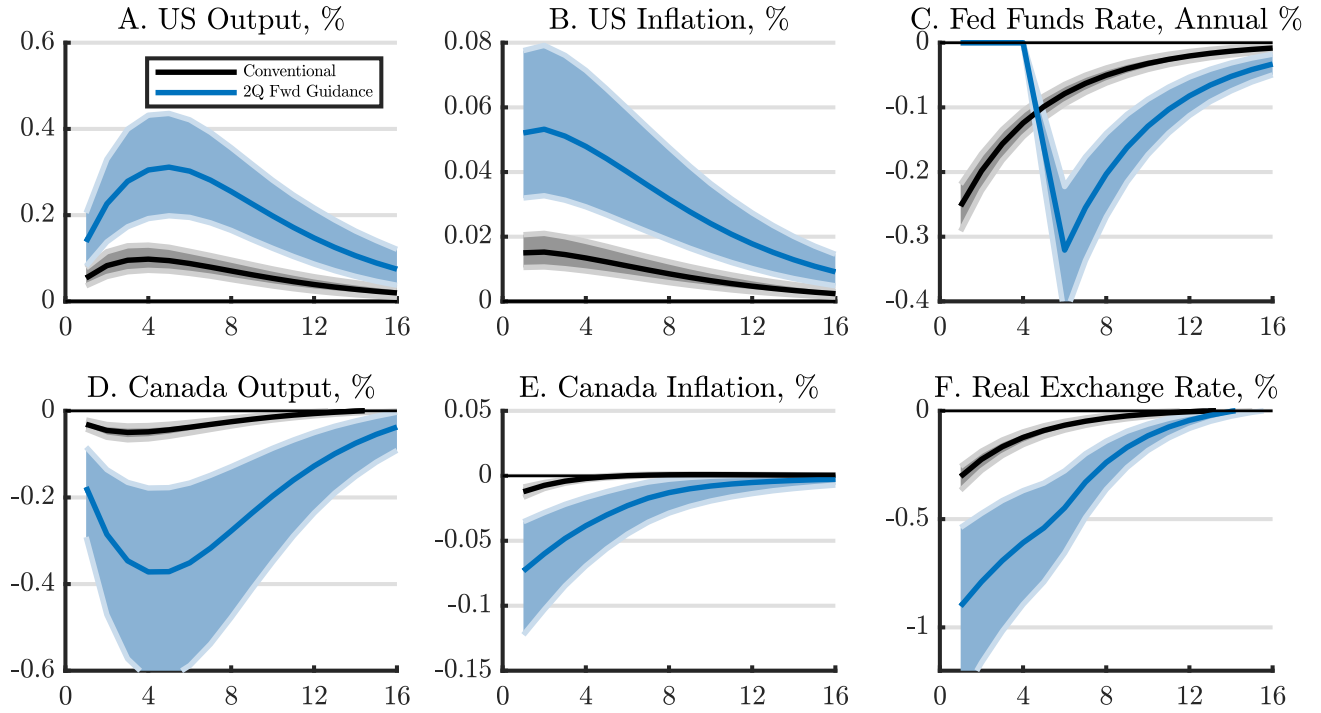 A. US Output, %
B. US Inflation, %
C. Fed Funds Rate, Annual %
0.6
0.4
0.2
0
Conventional
2Q Fwd Guidance
0 4 8 12 16
0.08
0.06
0.04
0.02
0
0 4 8 12 16
0
-0.1
-0.2
-0.3
-0.4
0 4 8 12 16
D. Canada Output, %
E. Canada Inflation, %
F. Real Exchange Rate, %
0
-0.2
-0.4
-0.6
0 4 8 12 16
0.05
0
-0.05
-0.1
-0.15
0 4 8 12 16
0
-0.5
-1
0 4 8 12 16